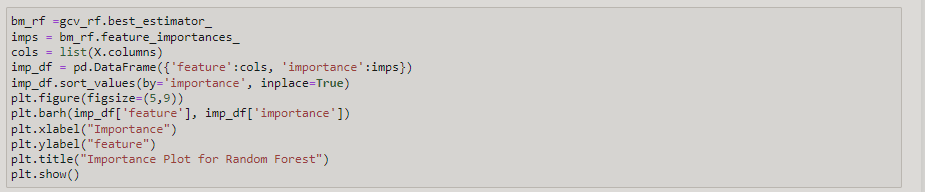 bm_rf =gcv_rf.best_estimator_
imps = bm_rf.feature_importances_
cols = list(X.columns)
imp_df = pd.DataFrame({'feature':cols, 'importance':imps})
imp_df.sort_values(by='importance', inplace=True)
plt.figure(figsize=(5,9))
plt.barh(imp_df['feature'], imp_df['importance'])
plt.xlabel("Importance")
plt.ylabel("feature")
plt.title("Importance Plot for Random Forest")
plt.show()